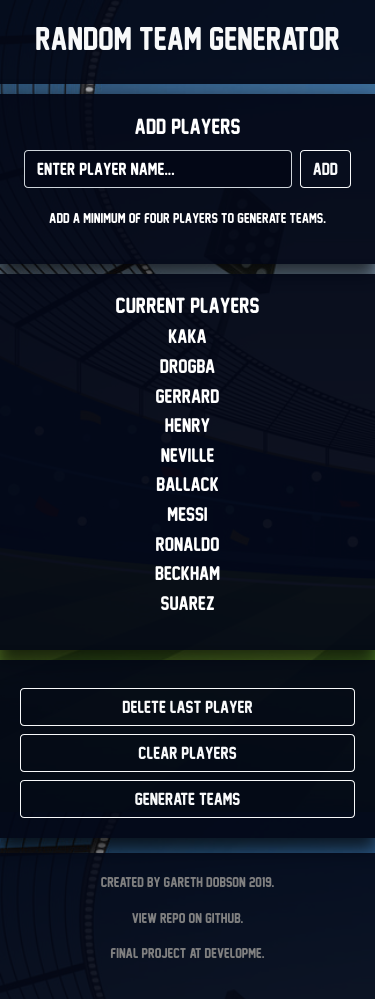 RANDOM TEAM GENERATOR
ADD PLAYERS
ENTER PLAYER NAME...
ADD
ADD A MINIMUM OF FOUR PLAYERS TO GENERATE TEAMS.
CURRENT PLAYERS
KAKA
DROGBA
GERRARD
HENRY
NEVILLE
BALLACK
MESSI
RONALDO
BECKHAM
SUAREZ
DELETE LAST PLAYER
CLEAR PLAYERS
GENERATE TEAMS
CREATED BY GARETH DOBSON 2019.
VIEW REPO ON GITHUB.
FINAL PROJECT AT DEVELOPME.